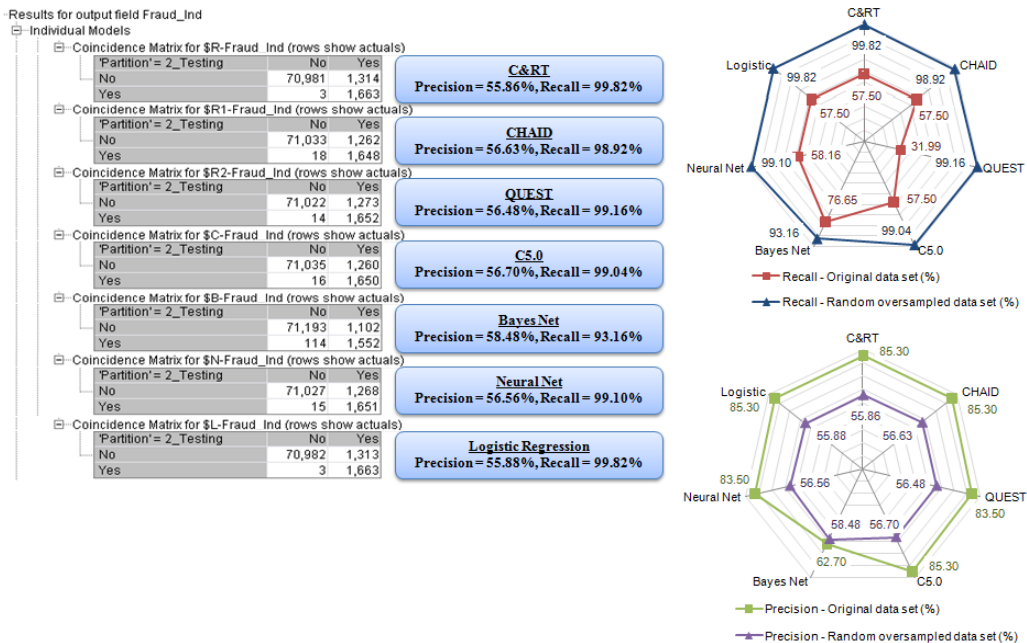 Results for output field Fraud_Ind
Individual Models
Coincidence Matrix for $R-Fraud_Ind (rows show actuals)
'Partition' = 2_Testing No Yes
No 70,981 1,314
Yes 3 1,663
Coincidence Matrix for $R1-Fraud_Ind (rows show actuals)
'Partition' = 2_Testing No Yes
No 71,033 1,262
Yes 18 1,648
Coincidence Matrix for $R2-Fraud_Ind (rows show actuals)
'Partition' = 2_Testing No Yes
No 71,022 1,273
Yes 14 1,652
Coincidence Matrix for $C-Fraud_Ind (rows show actuals)
'Partition' = 2_Testing No Yes
No 71,035 1,260
Yes 16 1,650
Coincidence Matrix for $B-Fraud_Ind (rows show actuals)
'Partition' = 2_Testing No Yes
No 71,193 1,102
Yes 114 1,552
Coincidence Matrix for $N-Fraud_Ind (rows show actuals)
'Partition' = 2_Testing No Yes
No 71,027 1,268
Yes 15 1,651
Coincidence Matrix for $L-Fraud_Ind (rows show actuals)
'Partition' = 2_Testing No Yes
No 70,982 1,313
Yes 3 1,663
C&RT
Precision = 55.86%, Recall = 99.82%
CHAID
Precision = 56.63%, Recall = 98.92%
QUEST
Precision = 56.48%, Recall = 99.16%
C5.0
Precision = 56.70%, Recall = 99.04%
Bayes Net
Precision = 58.48%, Recall = 93.16%
Neural Net
Precision = 56.56%, Recall = 99.10%
Logistic Regression
Precision = 55.88%, Recall = 99.82%
C&RT
99.82
Logistic
CHAID
99.82
98.92
57.50
57.50
57.50
31.99
58.16
99.10
99.16
Neural Net
QUEST
76.65
57.50
93.16
99.04
Bayes Net
C5.0
Recall - Original data set (%)
Recall - Random oversampled data set (%)
C&RT
85.30
Logistic
CHAID
85.30
85.30
55.86
55.88
56.63
83.50
56.56
56.48
Neural Net
QUEST
83.50
58.48
56.70
62.70
85.30
Bayes Net
C5.0
Precision - Original data set (%)
Precision - Random oversampled data set (%)